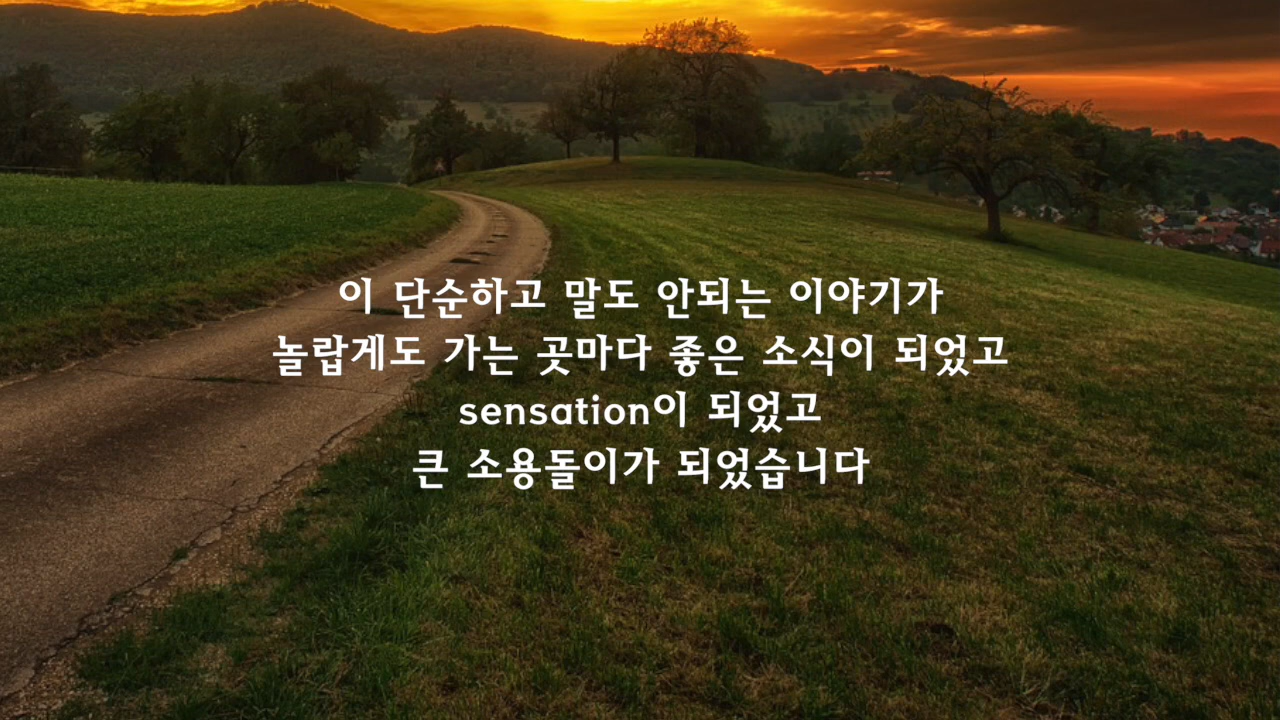 이 단순하고 말도 안되는 이야기가
놀랍게도 가는 곳마다 좋은 소식이 되었고
sensation이 되었고
큰 소용돌이가 되었습니다